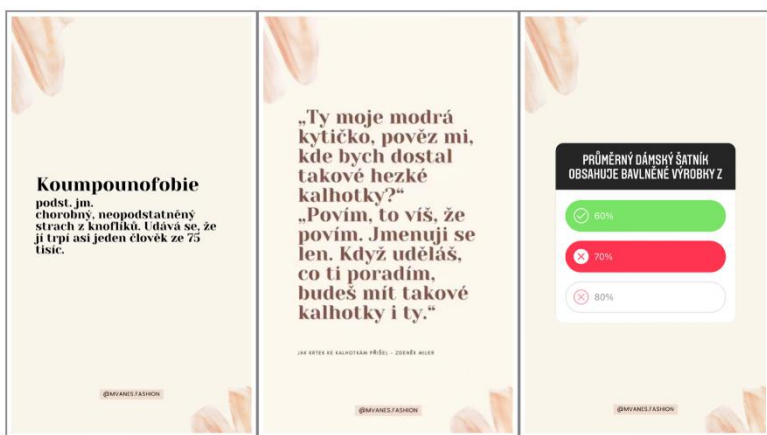 Koumpounofobie
podst. jm.
chorobný, neopodstatněný
strach z knoflíků. Udává se, že
jí trpí asi jeden člověk ze 75
tisíc.
@MVANES.FASHION
„Ty moje modrá
kytičko, pověz mi,
kde bych dostal
takové hezké
kalhotky?“
„Povím, to víš, že
povím. Jmenuji se
len. Když uděláš,
co ti poradím,
budeš mít takové
kalhotky i ty.“
JAK KRTEK KE KALHOTKÁM PŘIŠEL - ZDENĚK MILER
@MVANES.FASHION
PRŮMĚRNÝ DÁMSKÝ ŠATNÍK
OBSAHUJE BAVLNĚNÉ VÝROBKY Z
60%
70%
80%
@MVANES.FASHION